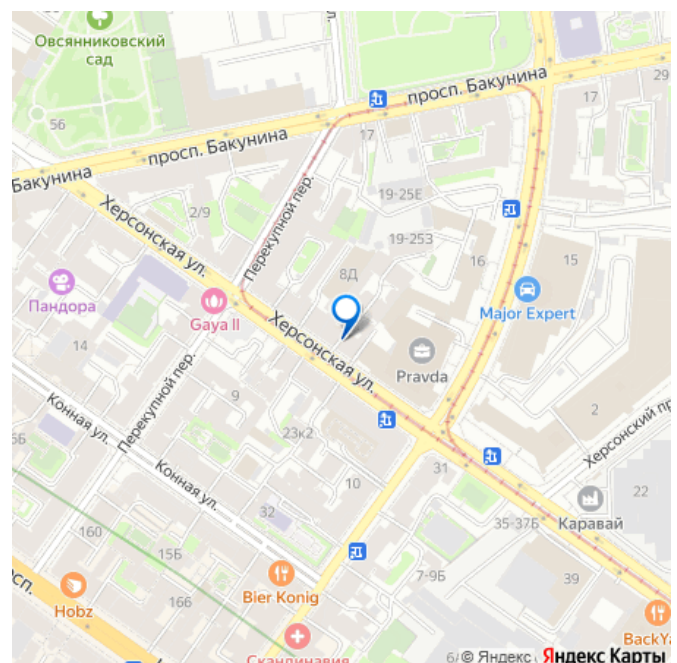 Овсянниковский
сад
56
просп. Бакунина
29
17
просп. Бакунина
17
Бакунина
19-25Е
2/9
Херсонская ул.
Перекупной пер.
19-253
16
15
8Д
Пандора
Gaya II
Major Expert
Херсонская ул.
14
Pravda
Перекупной пер.
9
2
Конная ул.
23к2
Херсонский пр
31
10
22
Конная ул.
32
35-37Б
Каравай
160
15Б
7-9Б
39
Bier Konig
Hobz
166
BackYa
Скандинавия
6/
© Яндекс
Яндекс Карты